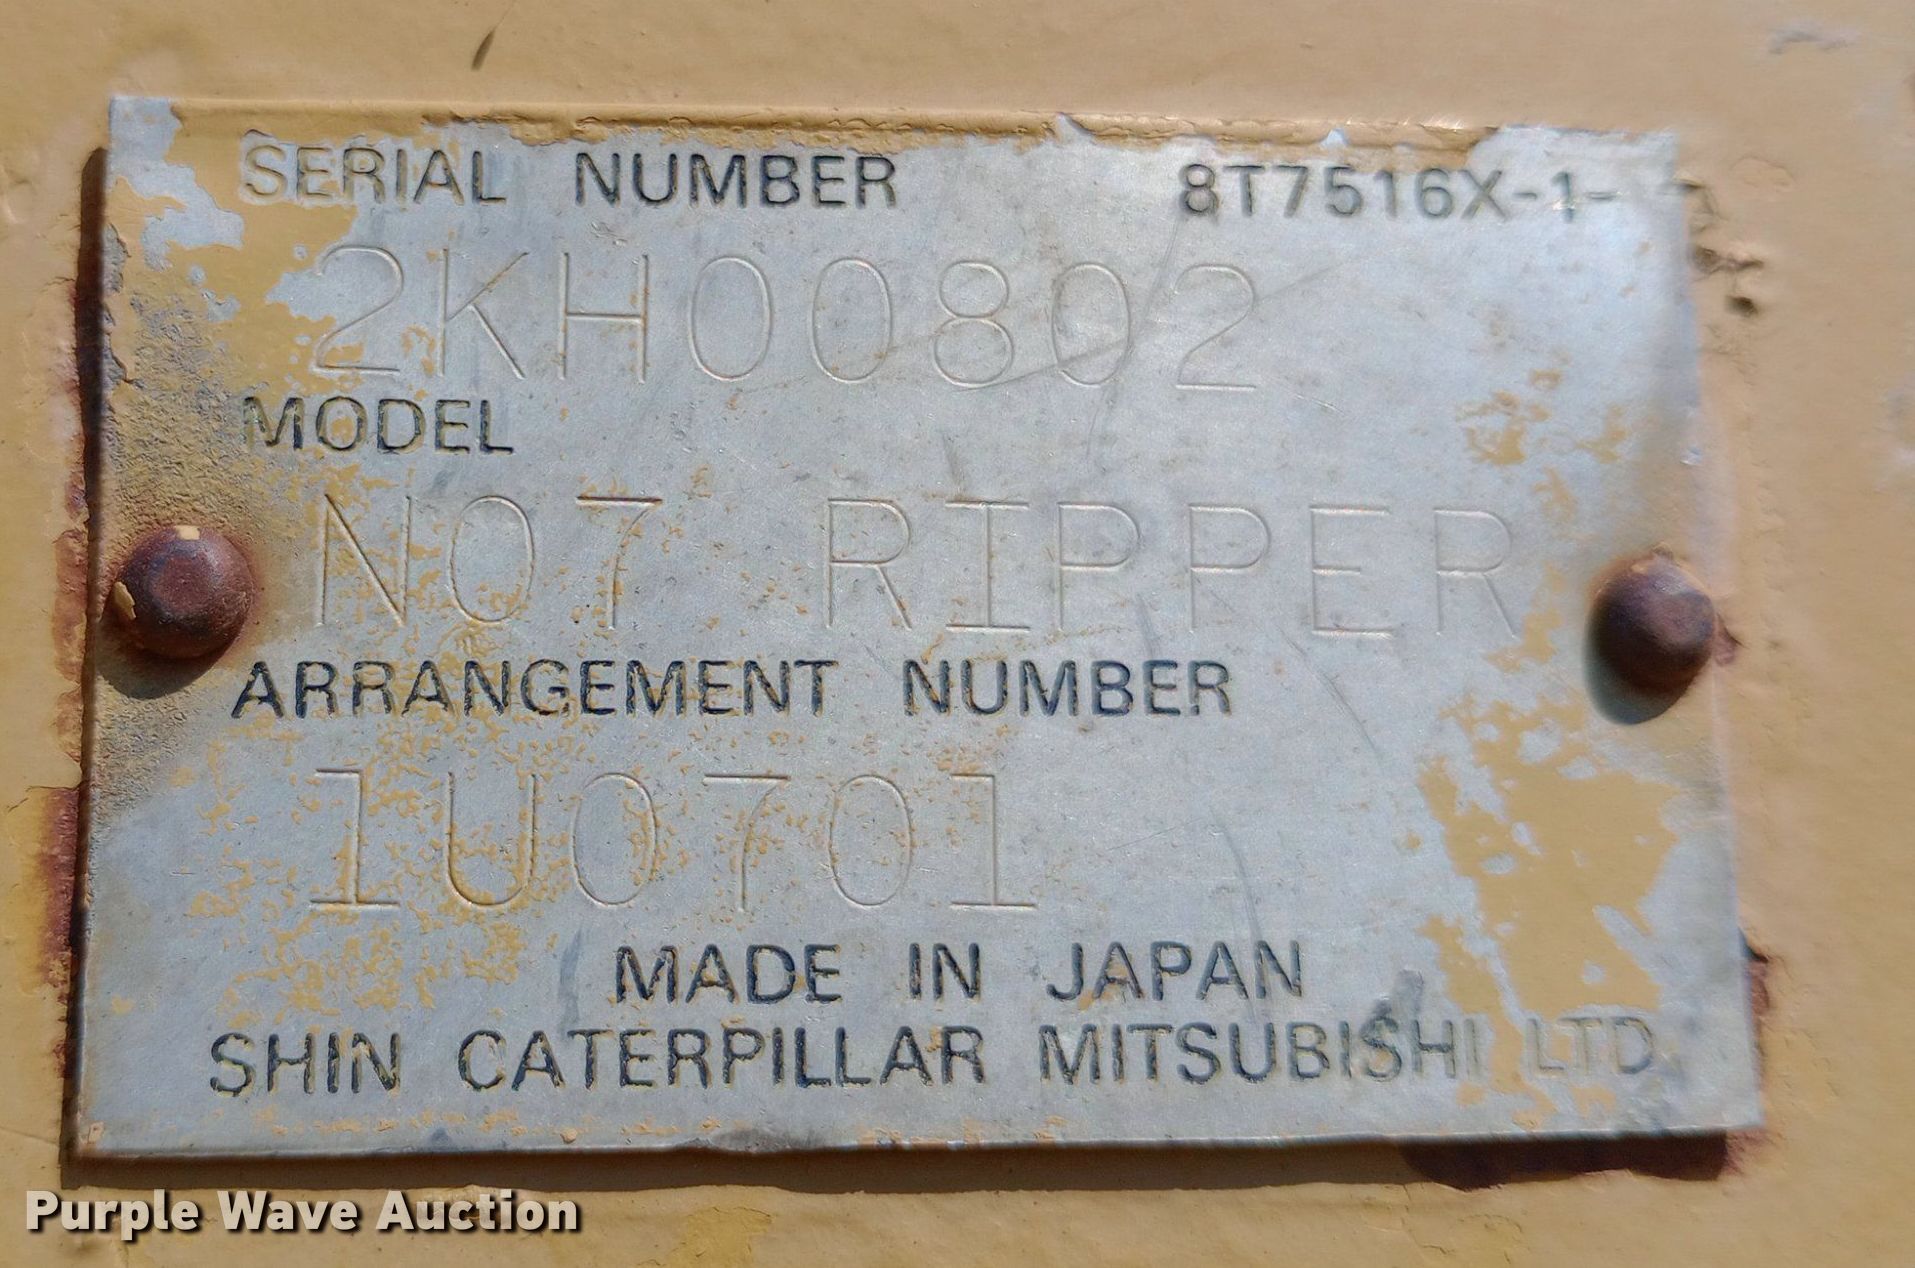 SERIAL NUMBER 8T7516X-1-
2KH00802
MODEL
NO7 RIPPER
ARRANGEMENT NUMBER
1U0701
MADE IN JAPAN
SHIN CATERPILLAR MITSUBISHI LTD.
Purple Wave Auction